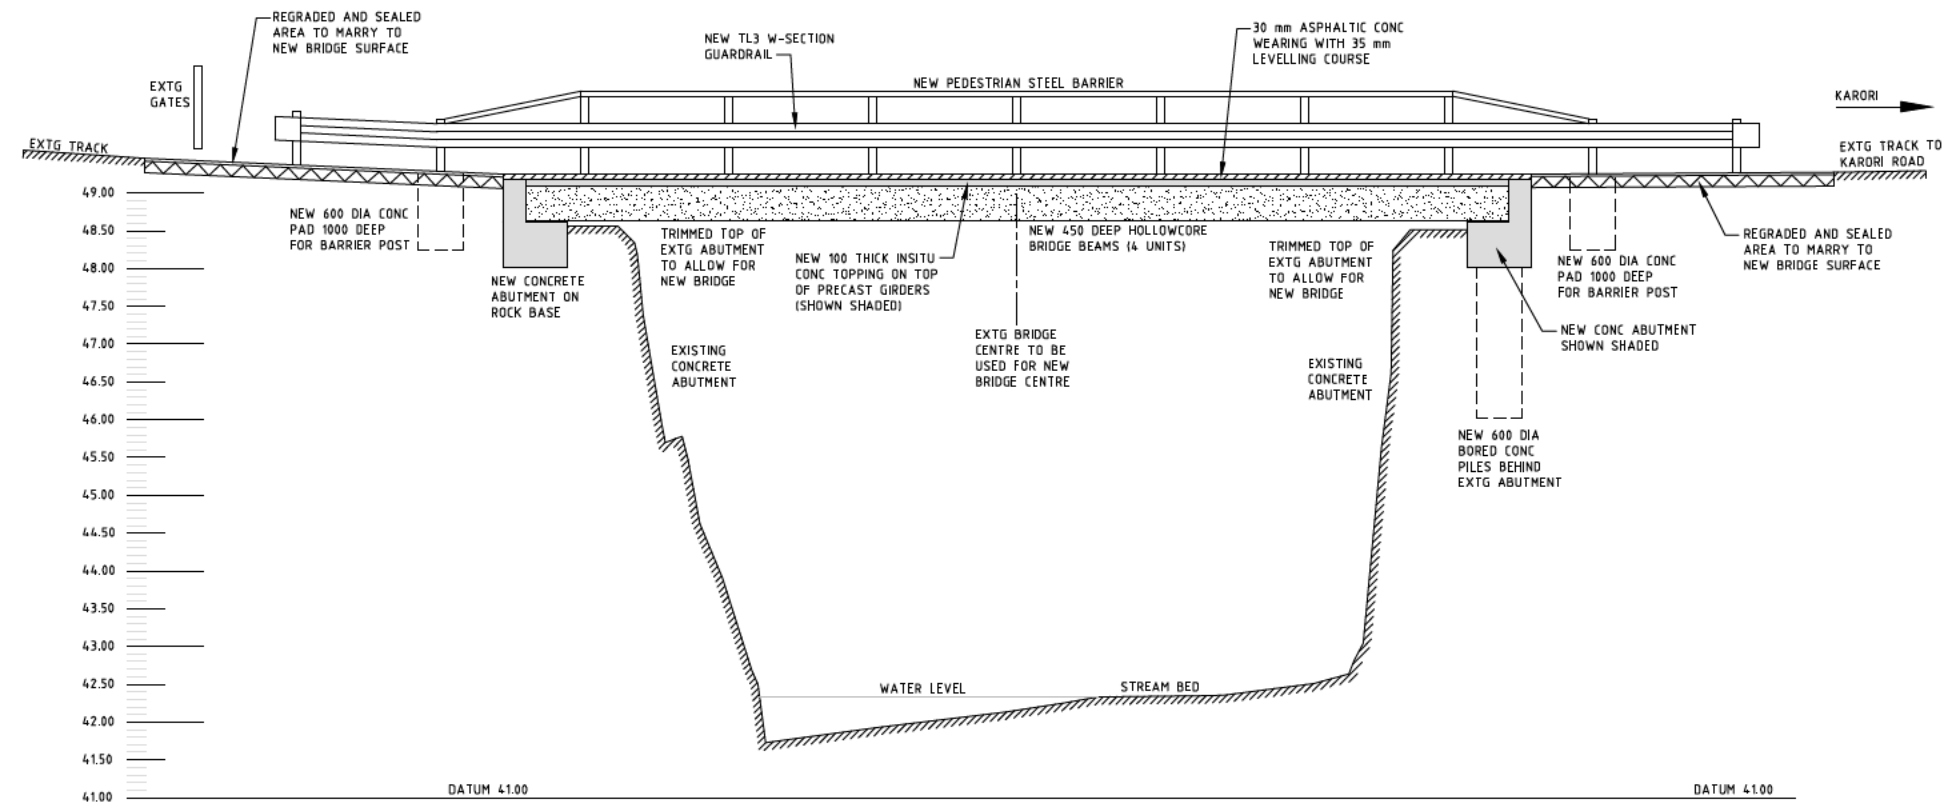 REGRADED AND SEALED
AREA TO MARRY TO
NEW BRIDGE SURFACE
NEW TL3 W-SECTION
GUARDRAIL
30 mm ASPHALTIC CONC
WEARING WITH 35 mm
LEVELLING COURSE
EXTG
GATES
NEW PEDESTRIAN STEEL BARRIER
KARORI
EXTG TRACK
EXTG TRACK TO
KARORI ROAD
NEW 600 DIA CONC
PAD 1000 DEEP
FOR BARRIER POST
NEW CONCRETE
ABUTMENT ON
ROCK BASE
TRIMMED TOP OF
EXTG ABUTMENT
TO ALLOW FOR
NEW BRIDGE
NEW 100 THICK INSITU
CONC TOPPING ON TOP
OF PRECAST GIRDERS
(SHOWN SHADED)
NEW 450 DEEP HOLLOWCORE
BRIDGE BEAMS (4 UNITS)
TRIMMED TOP OF
EXTG ABUTMENT
TO ALLOW FOR
NEW BRIDGE
NEW 600 DIA CONC
PAD 1000 DEEP
FOR BARRIER POST
REGRADED AND SEALED
AREA TO MARRY TO
NEW BRIDGE SURFACE
EXISTING
CONCRETE
ABUTMENT
EXTG BRIDGE
CENTRE TO BE
USED FOR NEW
BRIDGE CENTRE
EXISTING
CONCRETE
ABUTMENT
NEW CONC ABUTMENT
SHOWN SHADED
NEW 600 DIA
BORED CONC
PILES BEHIND
EXTG ABUTMENT
WATER LEVEL
STREAM BED
49.00
48.50
48.00
47.50
47.00
46.50
46.00
45.50
45.00
44.50
44.00
43.50
43.00
42.50
42.00
41.50
41.00
DATUM 41.00
DATUM 41.00